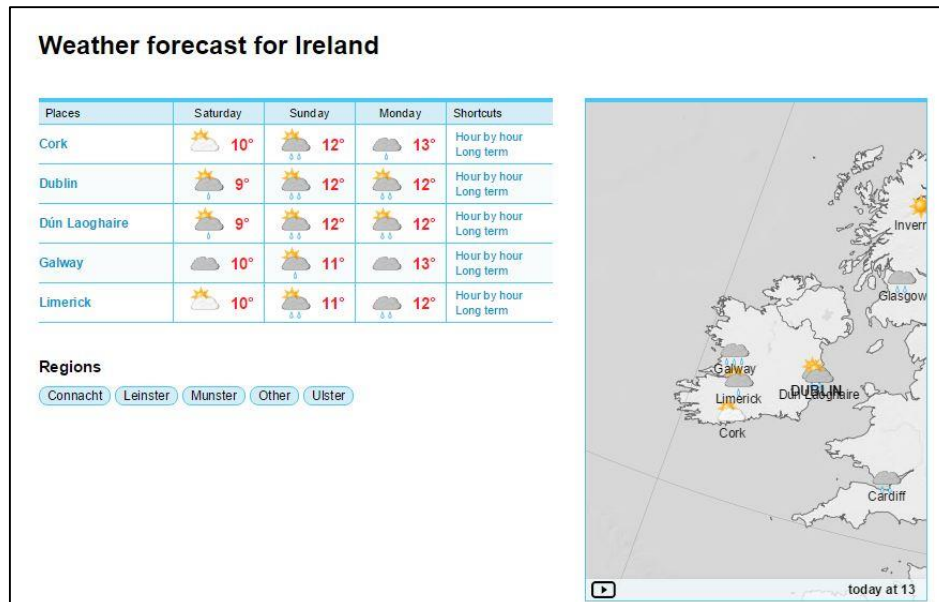 Weather forecast for Ireland
Places Saturday Sunday Monday Shortcuts
Cork 10° 12° 13° Hour by hour
Long term
Dublin 9° 12° 12° Hour by hour
Long term
Dún Laoghaire 9° 12° 12° Hour by hour
Long term
Galway 10° 11° 13° Hour by hour
Long term
Limerick 10° 11° 12° Hour by hour
Long term
Regions
Connacht Leinster Munster Other Ulster
Invern
Glasgow
Galway
DUBLIN
Limerick Dún Laoghaire
Cork
Cardiff
today at 13